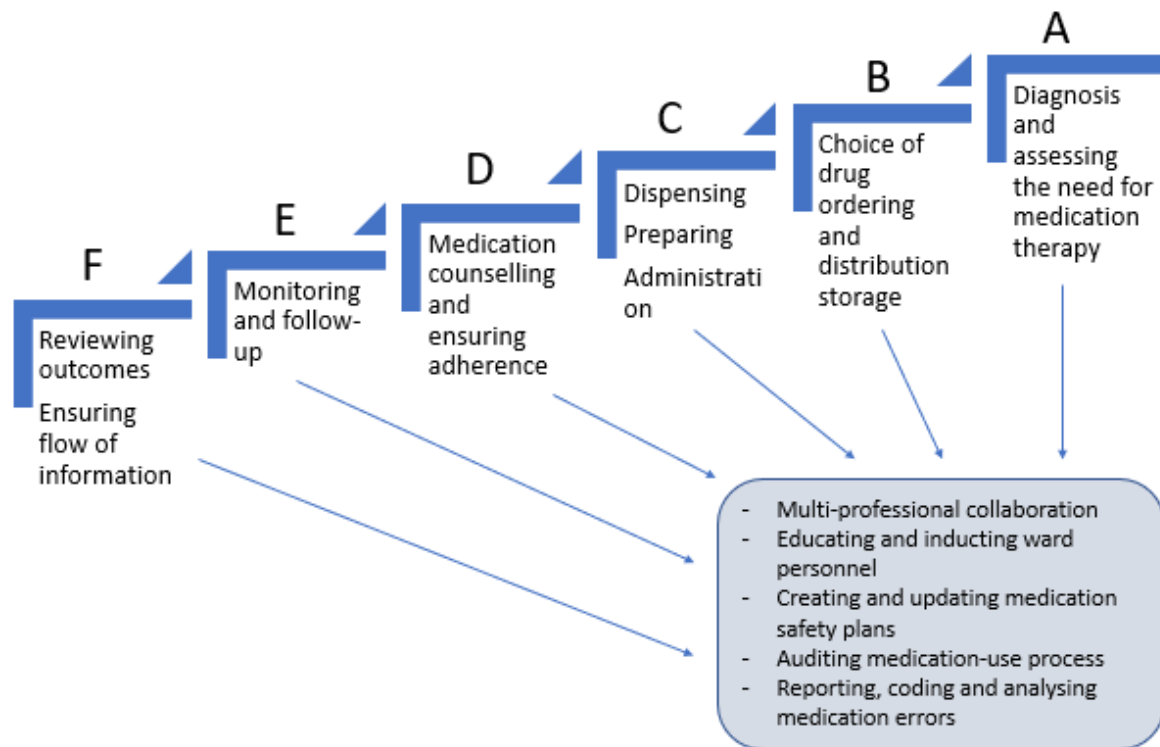 A
Diagnosis
and
assessing
the need for
medication
therapy
B
Choice of
drug
ordering
and
distribution
storage
C
Dispensing
Preparing
Administrati
on
D
Medication
counselling
and
ensuring
adherence
E
Monitoring
and follow-
up
F
Reviewing
outcomes
Ensuring
flow of
information
- Multi-professional collaboration
- Educating and inducting ward
personnel
- Creating and updating medication
safety plans
- Auditing medication-use process
- Reporting, coding and analysing
medication errors